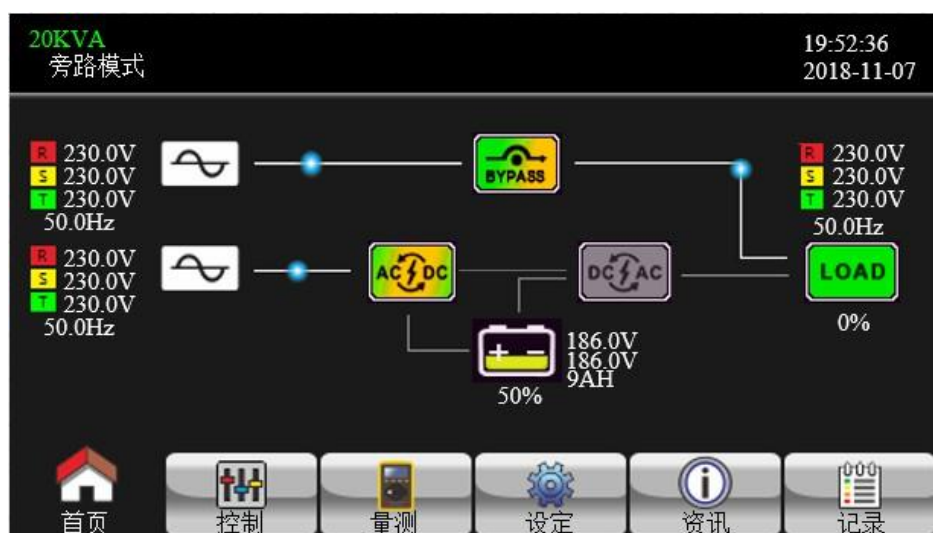 20KVA
旁路模式
19:52:36
2018-11-07
R 230.0V
S 230.0V
T 230.0V
50.0Hz
BYPASS
R 230.0V
S 230.0V
T 230.0V
50.0Hz
R 230.0V
S 230.0V
T 230.0V
50.0Hz
AC DC
DC AC
LOAD
0%
186.0V
186.0V
9AH
50%
首页
控制
量测
设定
资讯
记录